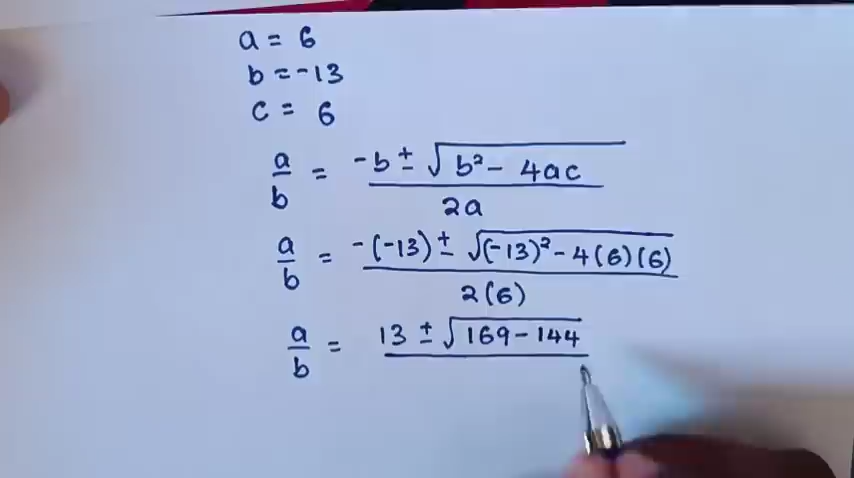 a = 6
b = -13
c = 6
a/b = (-b ± √(b² - 4ac))/2a
a/b = (-(-13) ± √((-13)² - 4(6)(6)))/2(6)
a/b = 13 ± √(169 - 144)